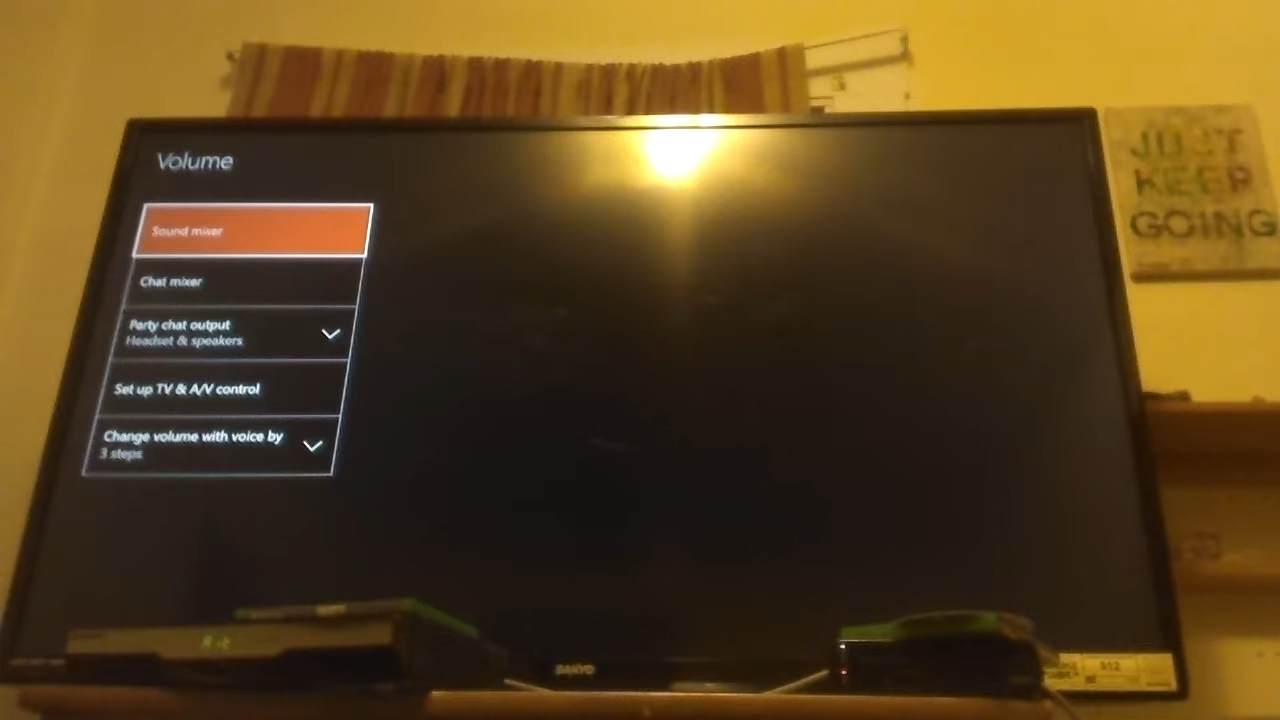 Volume
Sound mixer
Chat mixer
Party chat output
Headset & speakers
Set up TV & A/V control
Change volume with voice by
3 steps
JUST
KEEP
GOING
SANYO